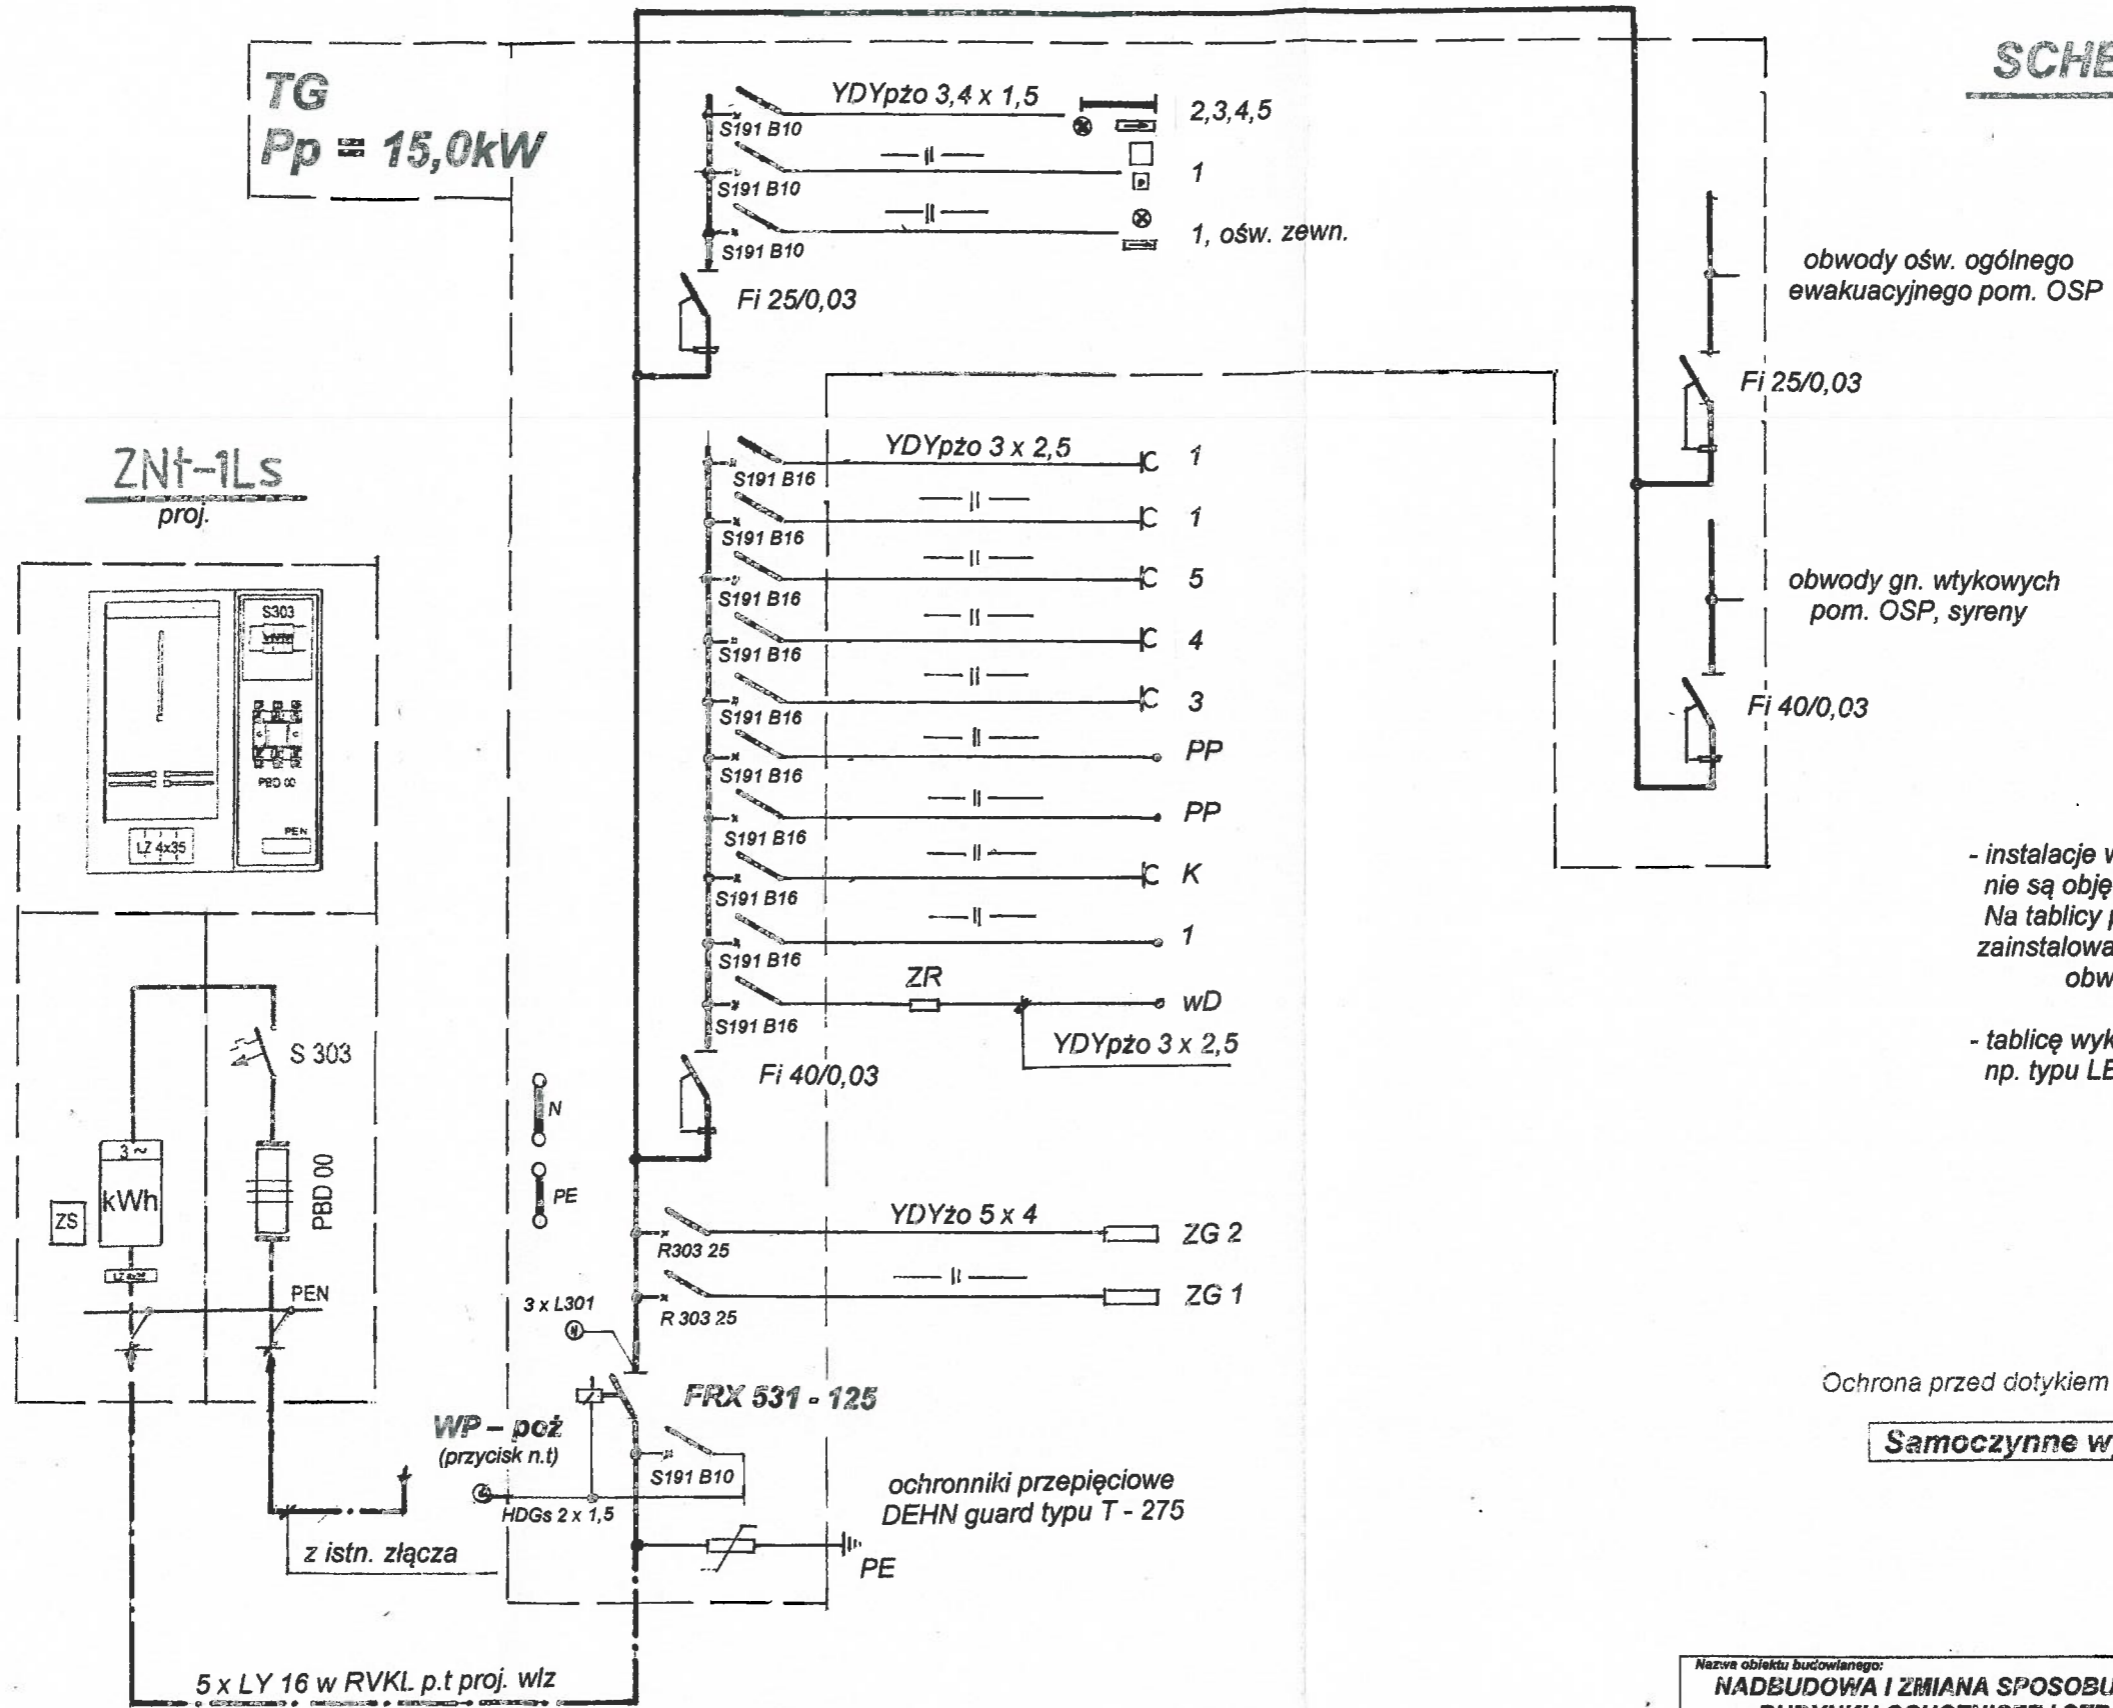 TG
Pp = 15,0kW
SCHE
YDYpżo 3,4 x 1,5
2,3,4,5
S191 B10
1
S191 B10
1, ośw. zewn.
S191 B10
Fi 25/0,03
obwody ośw. ogólnego
ewakuacyjnego pom. OSP
Fi 25/0,03
obwody gn. wtykowych
pom. OSP, syreny
Fi 40/0,03
ZNt-1Ls
proj.
S303
PBD 00
PEN
LZ 4x35
YDYpżo 3 x 2,5
1
S191 B16
1
S191 B16
5
S191 B16
4
S191 B16
3
S191 B16
PP
S191 B16
PP
S191 B16
K
S191 B16
1
S191 B16
ZR
wD
S191 B16
YDYpżo 3 x 2,5
Fi 40/0,03
- instalacje w
nie są obję
Na tablicy p
zainstalowa
obw
- tablicę wyk
np. typu LE
S 303
3 ~
kWh
ZS
PBD 00
PEN
N
PE
YDYżo 5 x 4
ZG 2
R303 25
ZG 1
R 303 25
3 x L301
N
FRX 531 - 125
WP – poż
(przycisk n.t)
S191 B10
HDGs 2 x 1,5
ochronniki przepięciowe
DEHN guard typu T - 275
PE
z istn. złącza
5 x LY 16 w RVKL p.t proj. wlz
Ochrona przed dotykiem
Samoczynne w
Nazwa obiektu budowlanego:
NADBUDOWA I ZMIANA SPOSOBU